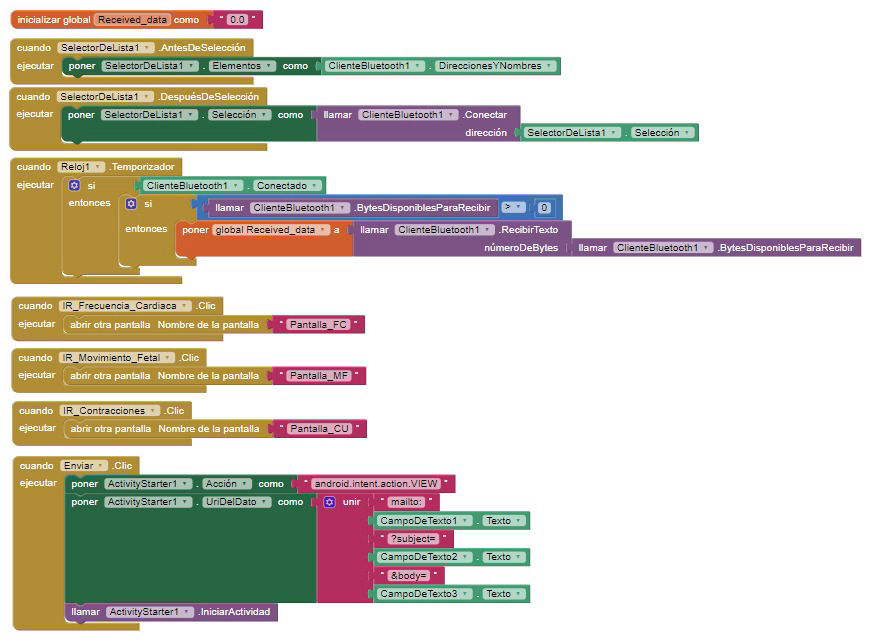 inicializar global Received_data como " 0.0 "
cuando SelectorDeLista1 .AntesDeSelección
ejecutar poner SelectorDeLista1 . Elementos como ClienteBluetooth1 . DireccionesYNombres
cuando SelectorDeLista1 .DespuésDeSelección
ejecutar poner SelectorDeLista1 . Selección como llamar ClienteBluetooth1 .Conectar
dirección SelectorDeLista1 . Selección
cuando Reloj1 .Temporizador
ejecutar si ClienteBluetooth1 . Conectado
entonces si llamar ClienteBluetooth1 .BytesDisponiblesParaRecibir > 0
entonces poner global Received_data a llamar ClienteBluetooth1 .RecibirTexto
númeroDeBytes llamar ClienteBluetooth1 .BytesDisponiblesParaRecibir
cuando IR_Frecuencia_Cardiaca .Clic
ejecutar abrir otra pantalla Nombre de la pantalla " Pantalla_FC "
cuando IR_Movimiento_Fetal .Clic
ejecutar abrir otra pantalla Nombre de la pantalla " Pantalla_MF "
cuando IR_Contracciones .Clic
ejecutar abrir otra pantalla Nombre de la pantalla " Pantalla_CU "
cuando Enviar .Clic
ejecutar poner ActivityStarter1 . Acción como " android.intent.action.VIEW "
poner ActivityStarter1 . UriDelDato como unir " mailto: "
CampoDeTexto1 . Texto
" ?subject= "
CampoDeTexto2 . Texto
" &body= "
CampoDeTexto3 . Texto
llamar ActivityStarter1 .IniciarActividad